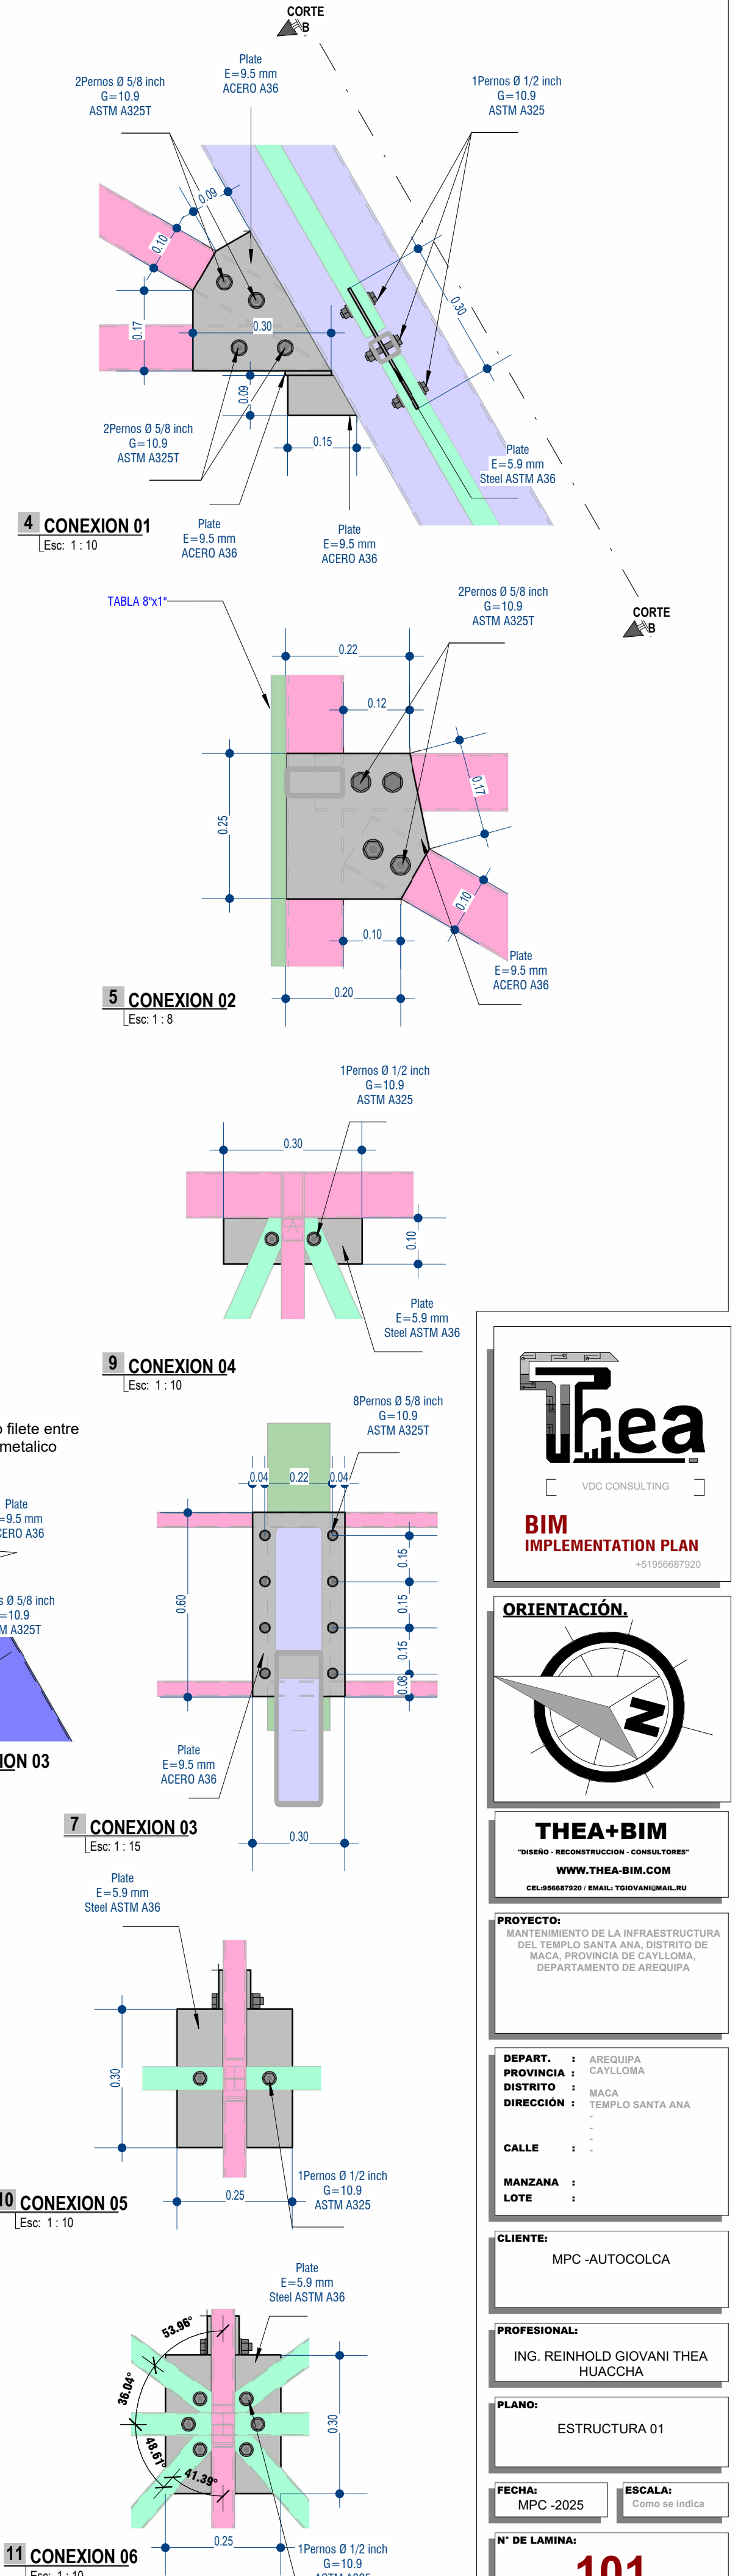 CORTE
B
Plate
E=9.5 mm
ACERO A36
2Pernos Ø 5/8 inch
G=10.9
ASTM A325T
1Pernos Ø 1/2 inch
G=10.9
ASTM A325
0.09
0.10
0.17
0.30
0.30
0.09
0.15
2Pernos Ø 5/8 inch
G=10.9
ASTM A325T
Plate
E=5.9 mm
Steel ASTM A36
4 CONEXION 01
Esc: 1 : 10
Plate
E=9.5 mm
ACERO A36
Plate
E=9.5 mm
ACERO A36
TABLA 8"x1"
2Pernos Ø 5/8 inch
G=10.9
ASTM A325T
CORTE
B
0.22
0.12
0.17
0.25
0.10
0.10
0.20
Plate
E=9.5 mm
ACERO A36
5 CONEXION 02
Esc: 1 : 8
1Pernos Ø 1/2 inch
G=10.9
ASTM A325
0.30
0.10
Plate
E=5.9 mm
Steel ASTM A36
9 CONEXION 04
Esc: 1 : 10
8Pernos Ø 5/8 inch
G=10.9
ASTM A325T
filete entre
metalico
Plate
=9.5 mm
ACERO A36
Ø 5/8 inch
=10.9
A325T
ION 03
0.04 0.22 0.04
0.60
0.15
0.15
0.15
0.08
Plate
E=9.5 mm
ACERO A36
0.30
7 CONEXION 03
Esc: 1 : 15
Plate
E=5.9 mm
Steel ASTM A36
0.30
0.25
1Pernos Ø 1/2 inch
G=10.9
ASTM A325
10 CONEXION 05
Esc: 1 : 10
Plate
E=5.9 mm
Steel ASTM A36
53.96°
36.04°
48.61°
41.39°
0.30
0.25
1Pernos Ø 1/2 inch
G=10.9
11 CONEXION 06
Thea
VDC CONSULTING
BIM
IMPLEMENTATION PLAN
+51956687920
ORIENTACIÓN.
N
THEA+BIM
"DISEÑO - RECONSTRUCCION - CONSULTORES"
WWW.THEA-BIM.COM
CEL:956687920 / EMAIL: TGIOVANI@MAIL.RU
PROYECTO:
MANTENIMIENTO DE LA INFRAESTRUCTURA
DEL TEMPLO SANTA ANA, DISTRITO DE
MACA, PROVINCIA DE CAYLLOMA,
DEPARTAMENTO DE AREQUIPA
DEPART. : AREQUIPA
PROVINCIA : CAYLLOMA
DISTRITO : MACA
DIRECCIÓN : TEMPLO SANTA ANA
-
-
-
CALLE : -
MANZANA :
LOTE :
CLIENTE:
MPC -AUTOCOLCA
PROFESIONAL:
ING. REINHOLD GIOVANI THEA
HUACCHA
PLANO:
ESTRUCTURA 01
FECHA:
MPC -2025
ESCALA:
Como se indica
N° DE LAMINA:
101